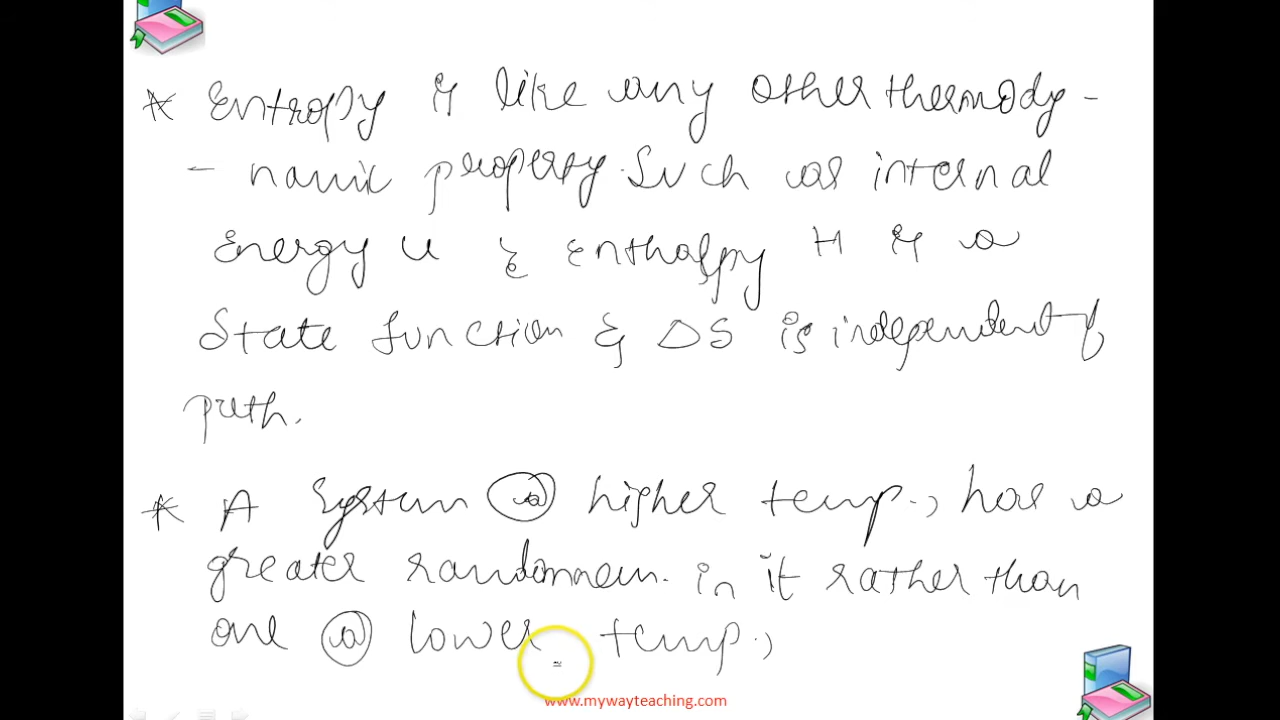 * Entropy is like any other thermody-
- namic property such as internal
Energy U & Enthalpy H is a
State function & ΔS is independent of
path.
* A System @ higher temp., has a
greater randomness in it rather than
one @ lower temp.,
www.mywayteaching.com